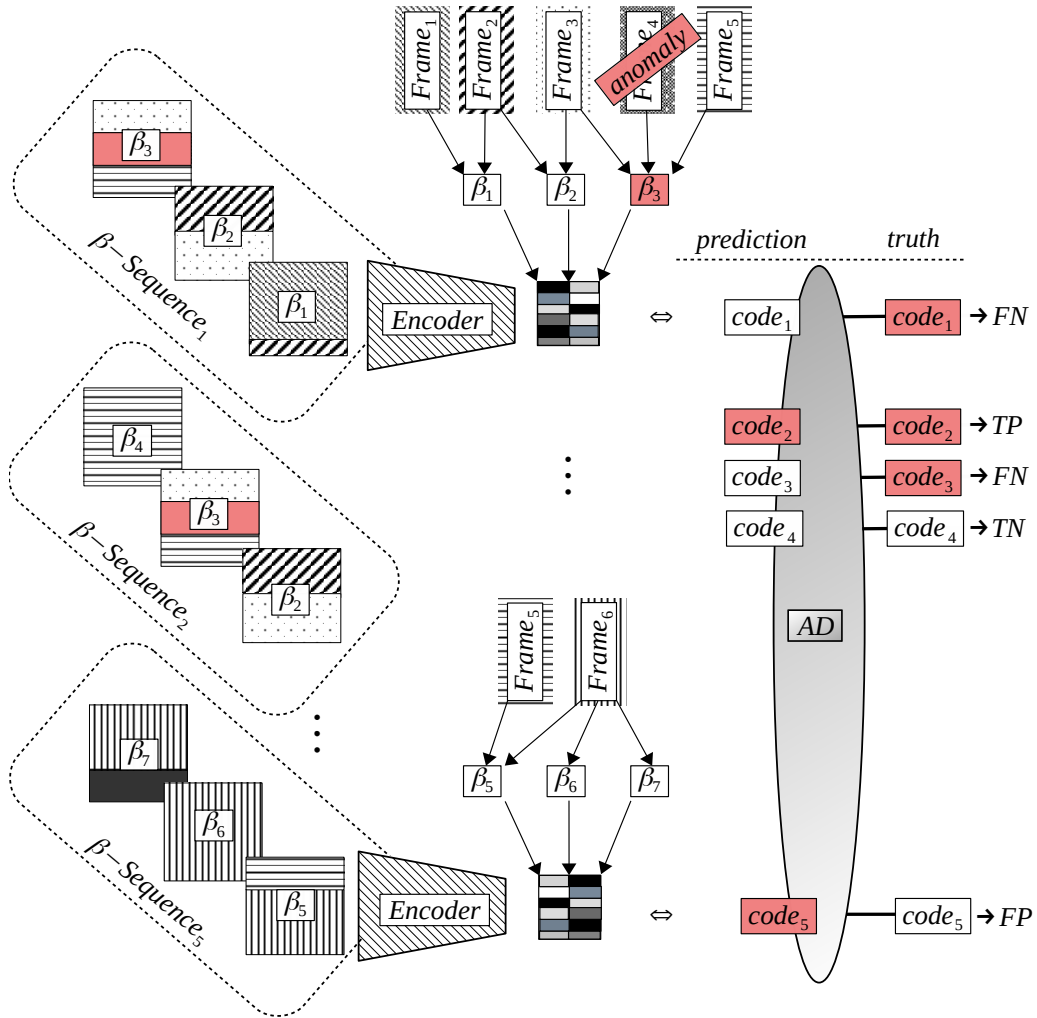 Frame₁
Frame₂
Frame₃
Frame₄
anomaly
Frame₅
β₁
β₂
β₃
β₃
β₂
β₁
β−Sequence₁
Encoder
⇔
prediction
truth
code₁
code₁
→FN
β₄
β₃
β₂
β−Sequence₂
code₂
code₂
→TP
code₃
code₃
→FN
code₄
code₄
→TN
AD
Frame₅
Frame₆
β₅
β₆
β₇
β₇
β₆
β₅
β−Sequence₅
Encoder
⇔
code₅
code₅
→FP